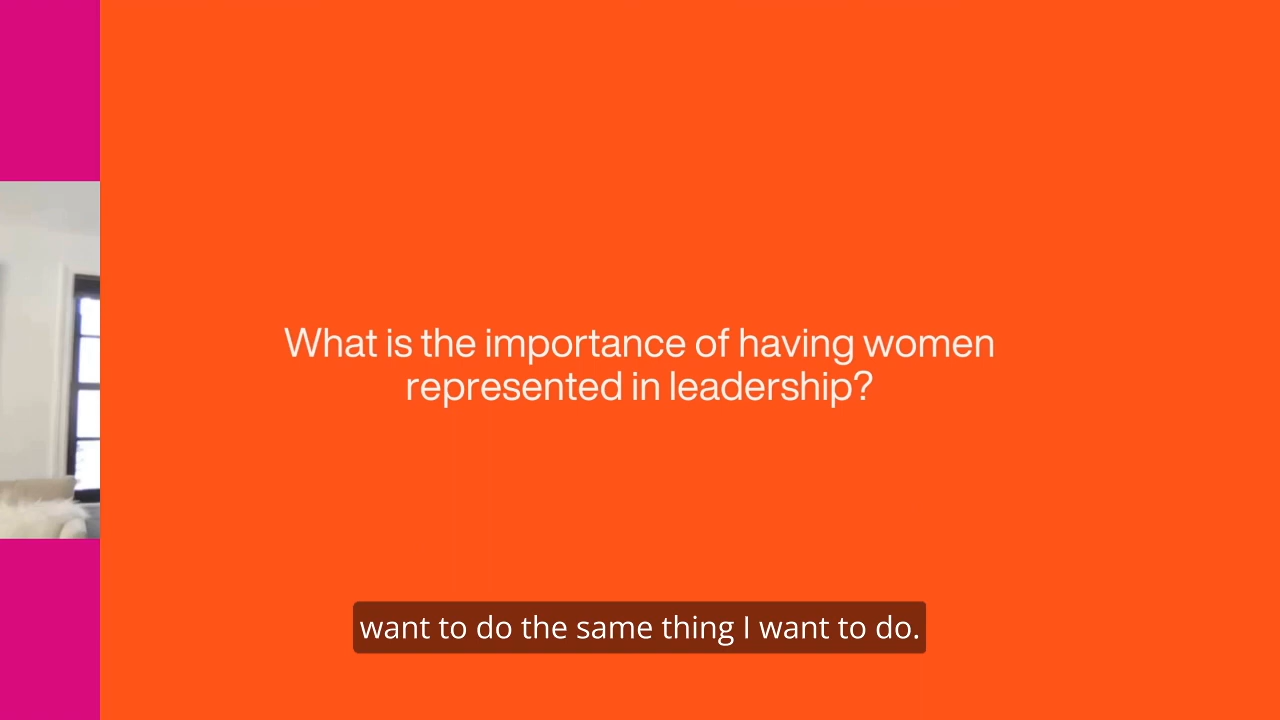 What is the importance of having women
represented in leadership?
want to do the same thing I want to do.